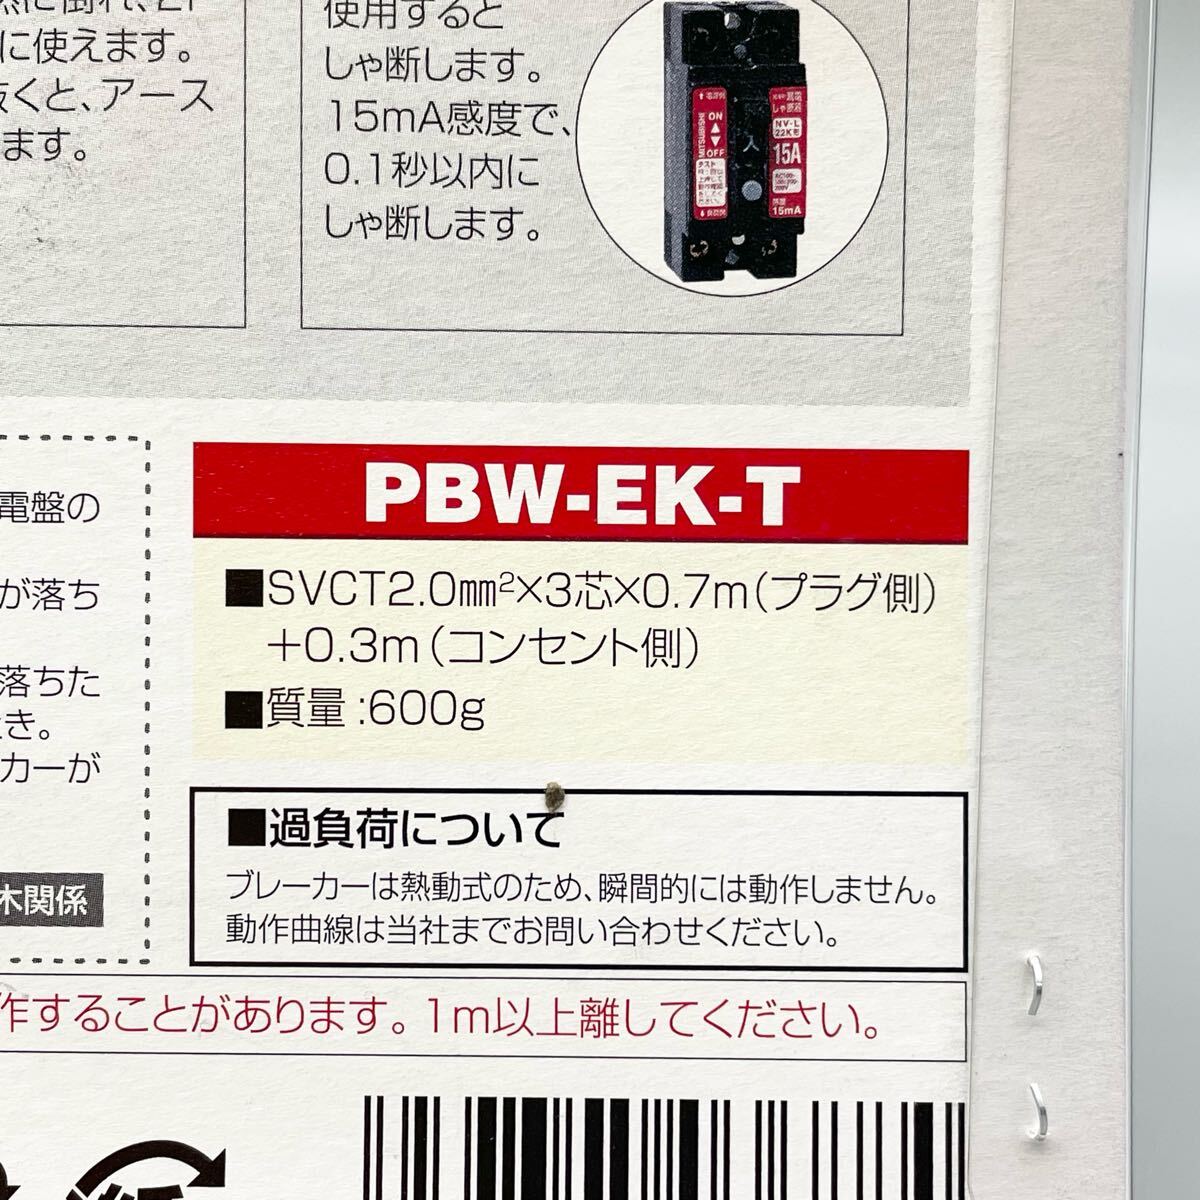 に使えます。
抜くと、アース
ます。
使用すると
しゃ断します。
15mA感度で、
0.1秒以内に
しゃ断します。
MITSUBISHI
ON
OFF
NV-L
22K形
15A
15mA
電盤の
が落ち
落ちた
とき。
カーが
木関係
PBW-EK-T
■SVCT2.0㎜²×3芯×0.7m(プラグ側)
+0.3m(コンセント側)
■質量:600g
■過負荷について
ブレーカーは熱動式のため、瞬間的には動作しません。
動作曲線は当社までお問い合わせください。
作することがあります。1m以上離してください。